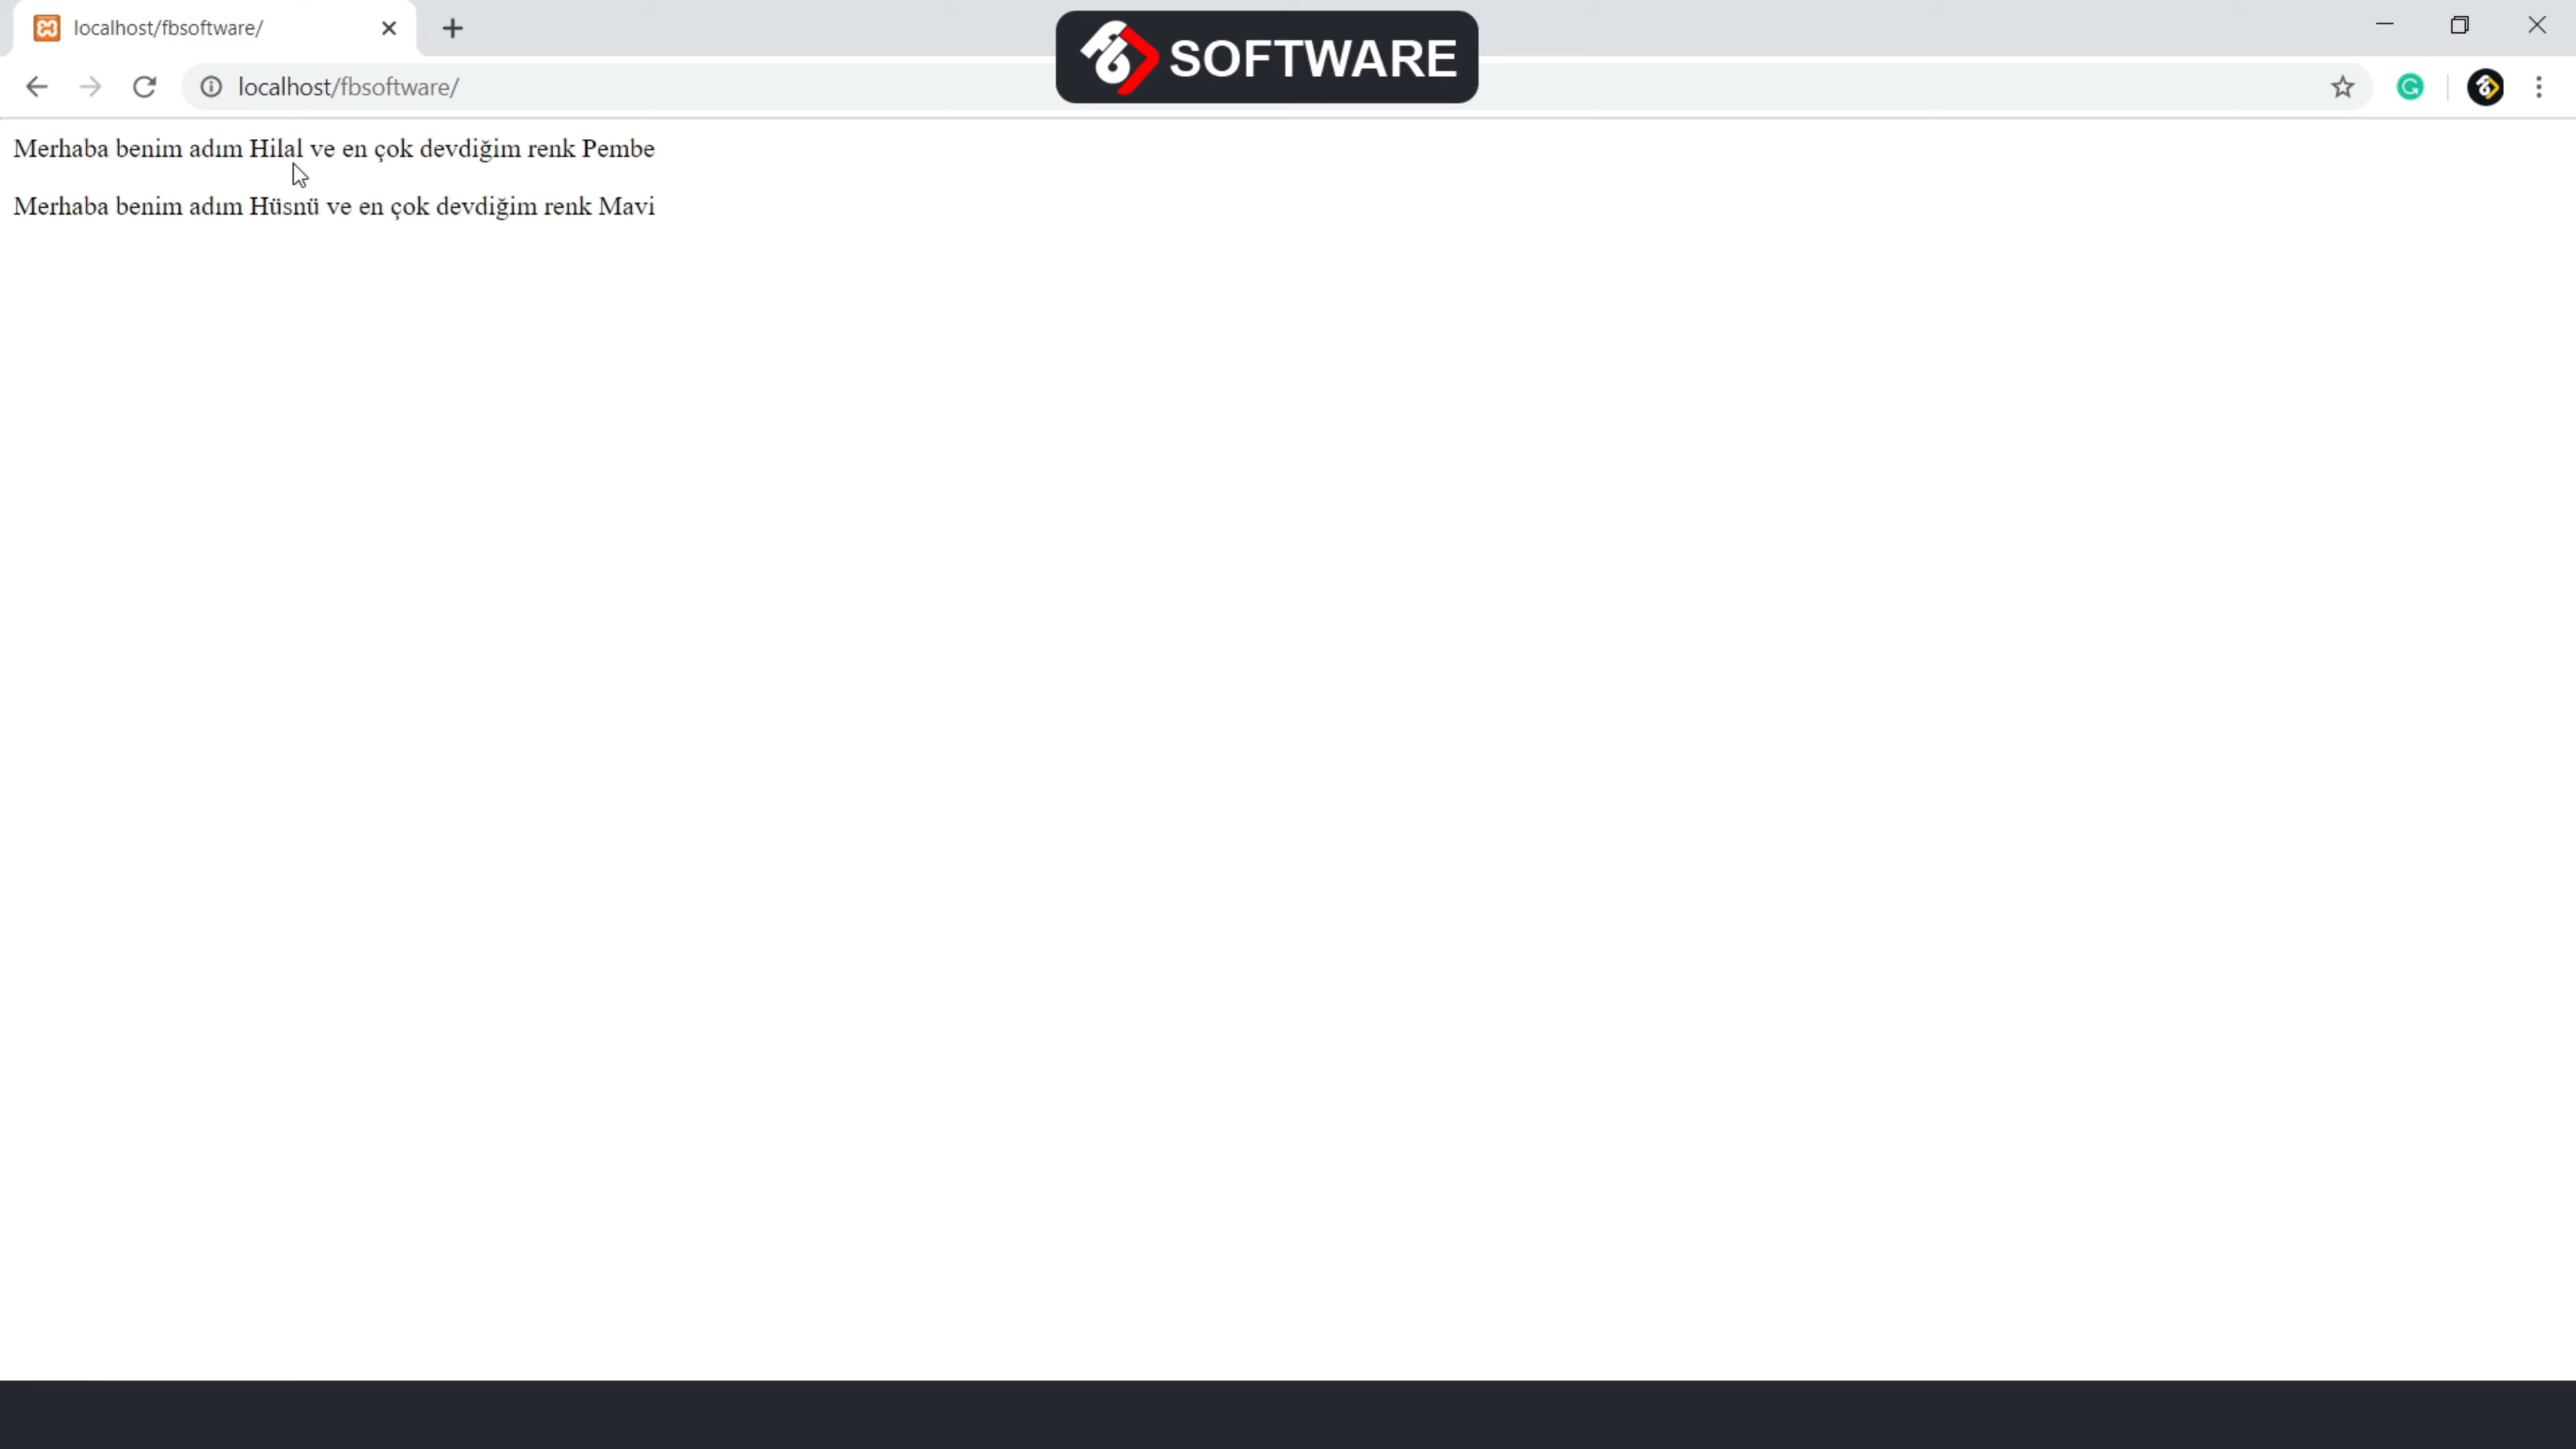 localhost/fbsoftware/
SOFTWARE
localhost/fbsoftware/
Merhaba benim adım Hilal ve en çok devdiğim renk Pembe
Merhaba benim adım Hüsnü ve en çok devdiğim renk Mavi